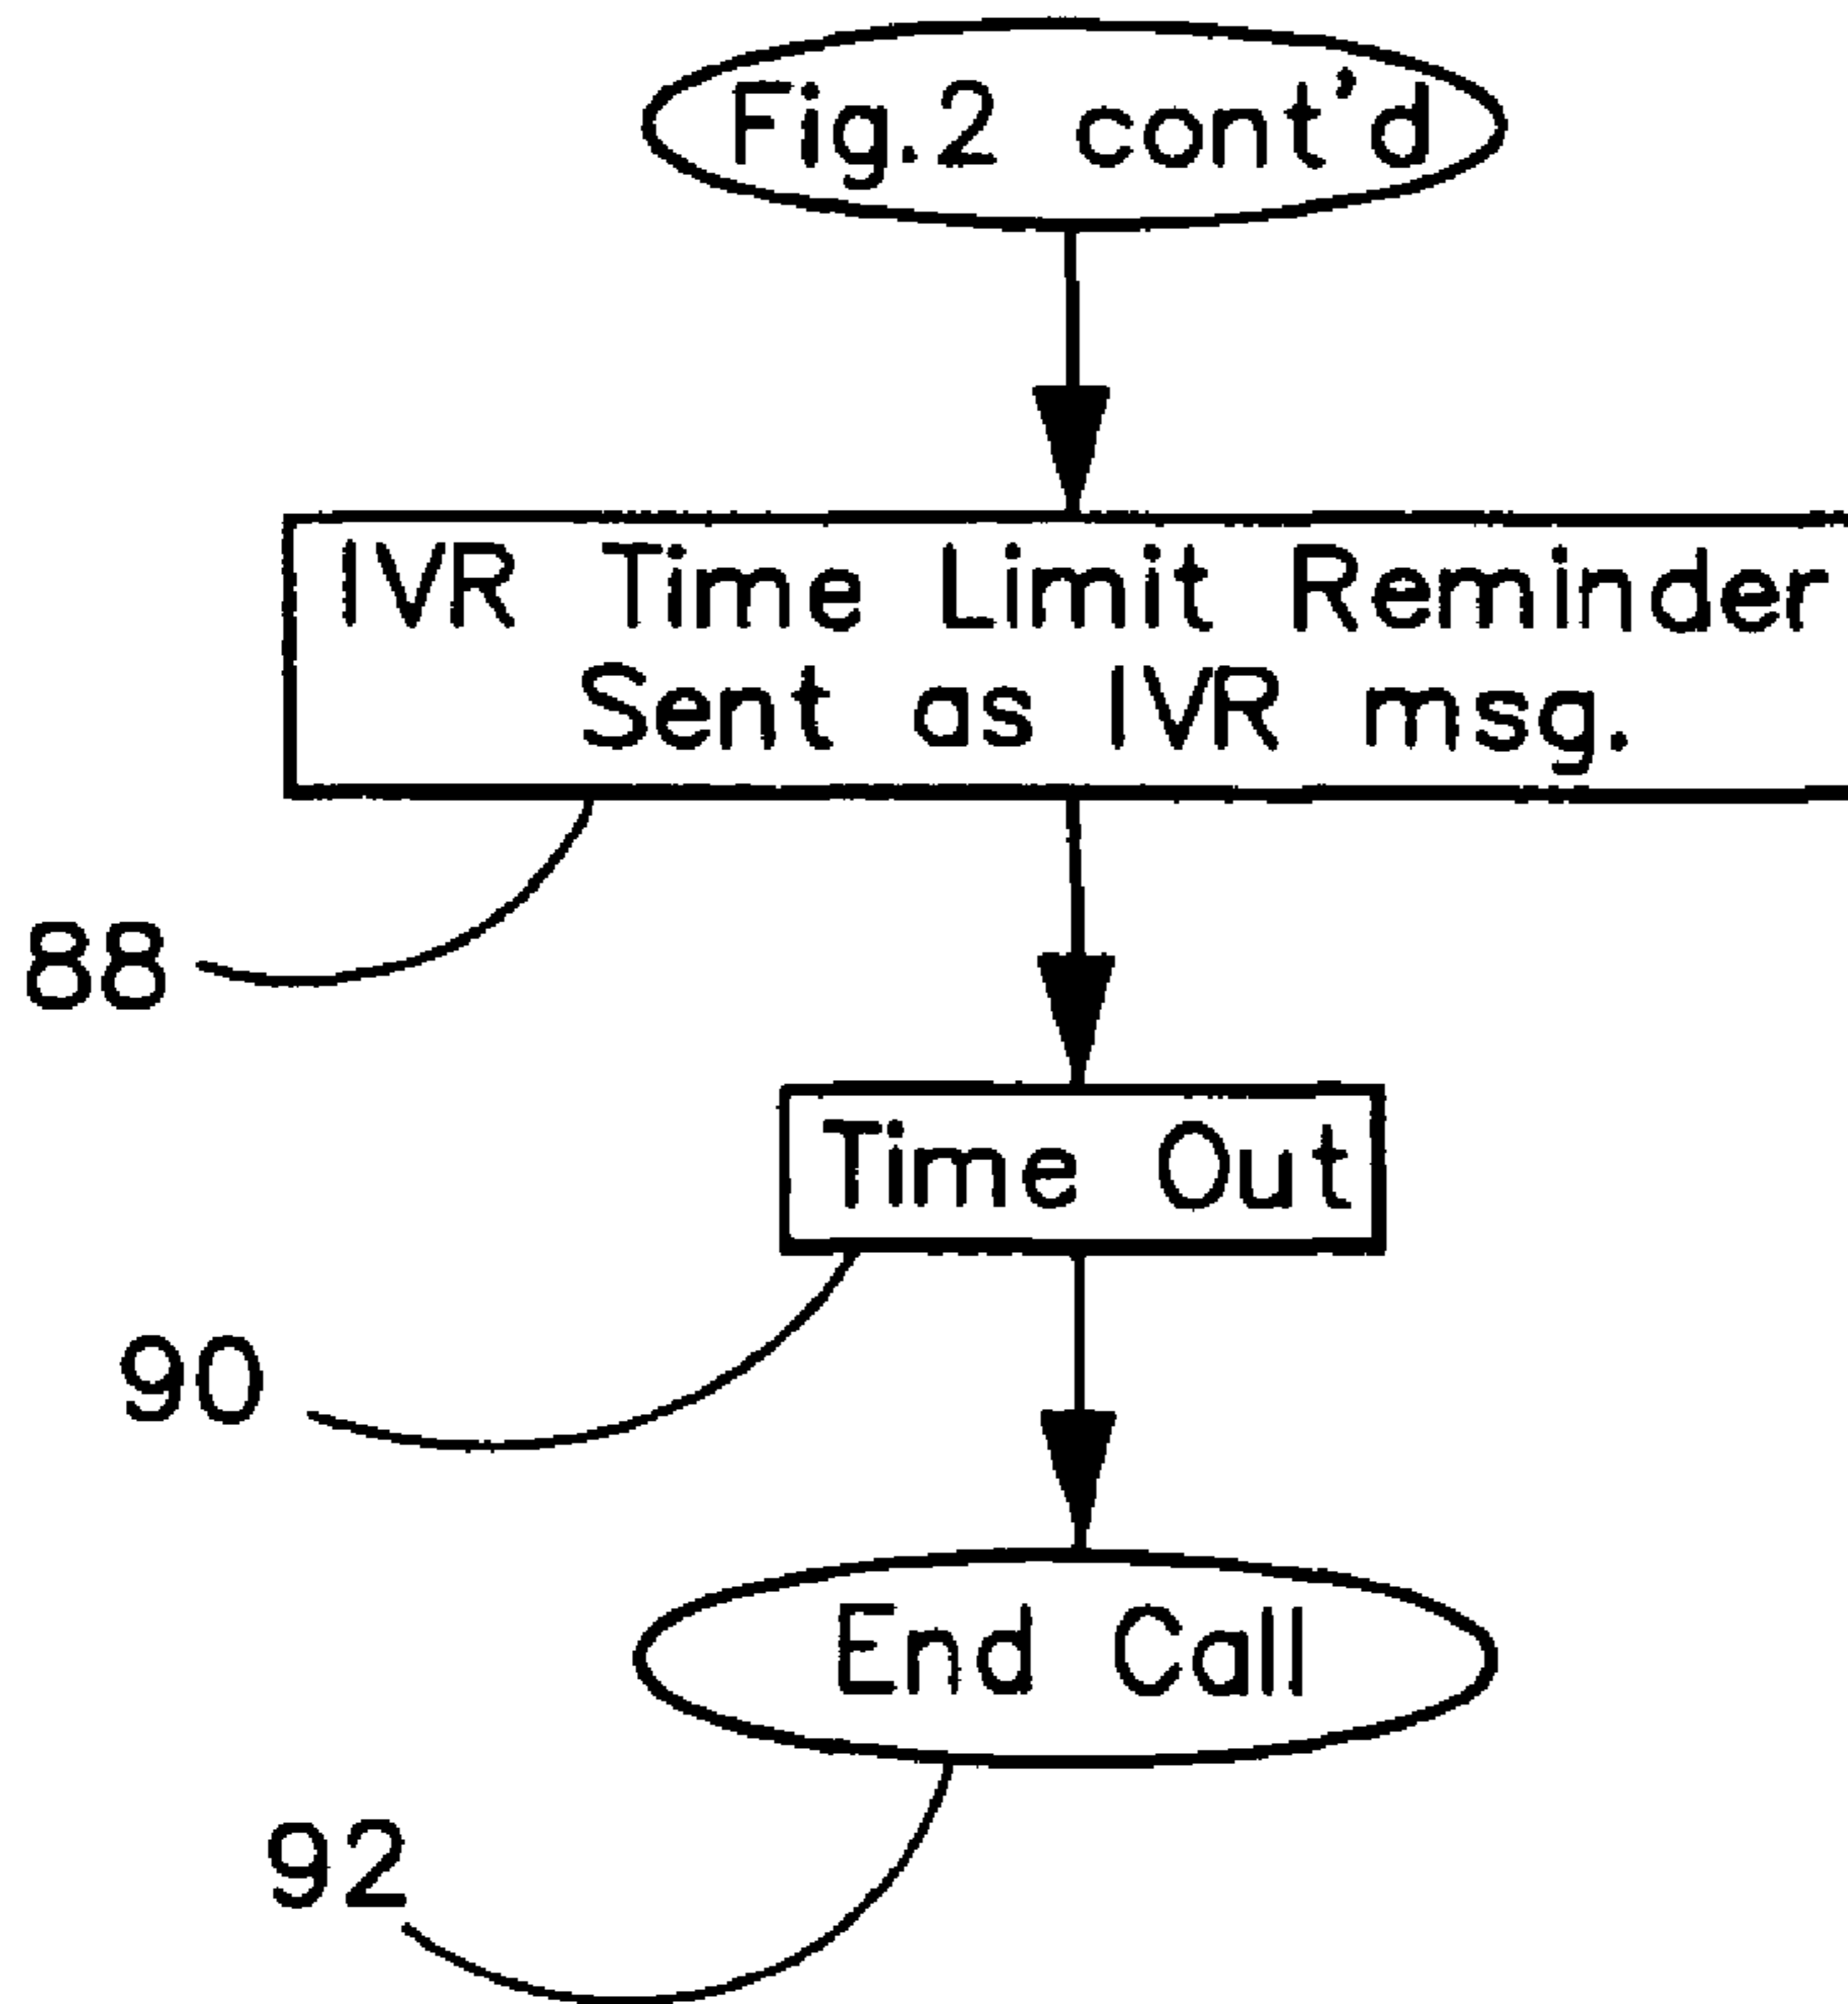 Fig.2 cont'd
IVR Time Limit Reminder
Sent as IVR msg.
88
Time Out
90
End Call
92